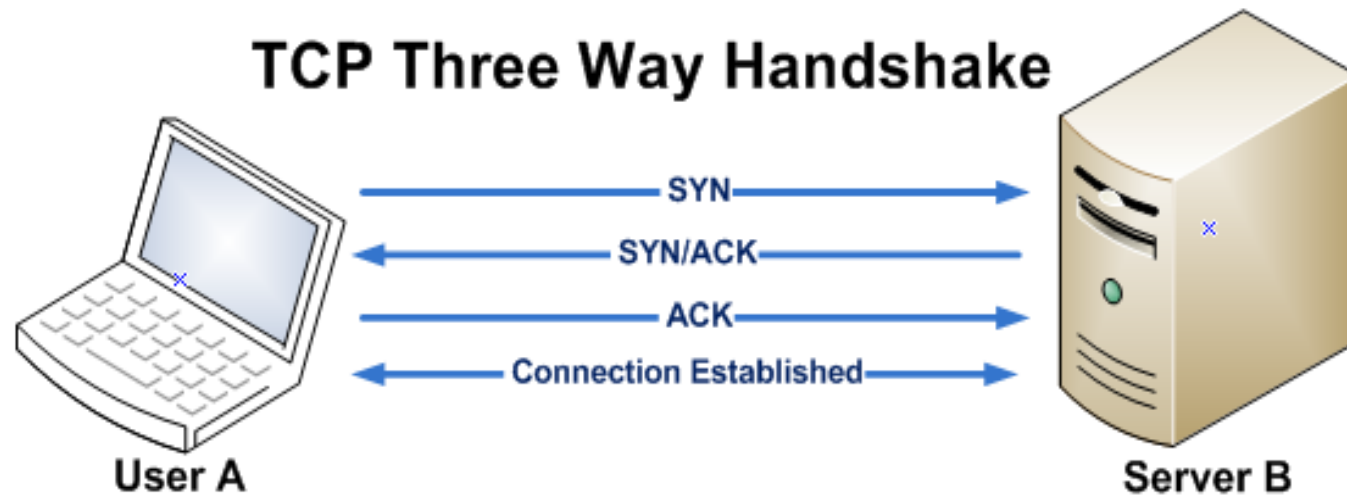 TCP Three Way Handshake
SYN
SYN/ACK
ACK
Connection Established
User A
Server B